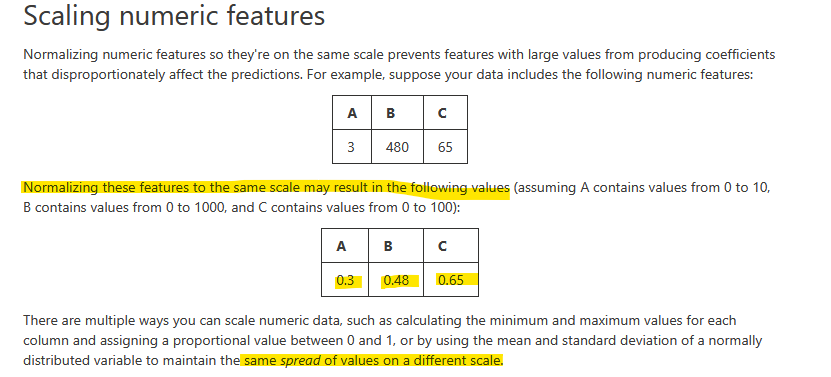 Scaling numeric features
Normalizing numeric features so they're on the same scale prevents features with large values from producing coefficients
that disproportionately affect the predictions. For example, suppose your data includes the following numeric features:
A B C
3 480 65
Normalizing these features to the same scale may result in the following values (assuming A contains values from 0 to 10,
B contains values from 0 to 1000, and C contains values from 0 to 100):
A B C
0.3 0.48 0.65
There are multiple ways you can scale numeric data, such as calculating the minimum and maximum values for each
column and assigning a proportional value between 0 and 1, or by using the mean and standard deviation of a normally
distributed variable to maintain the same spread of values on a different scale.